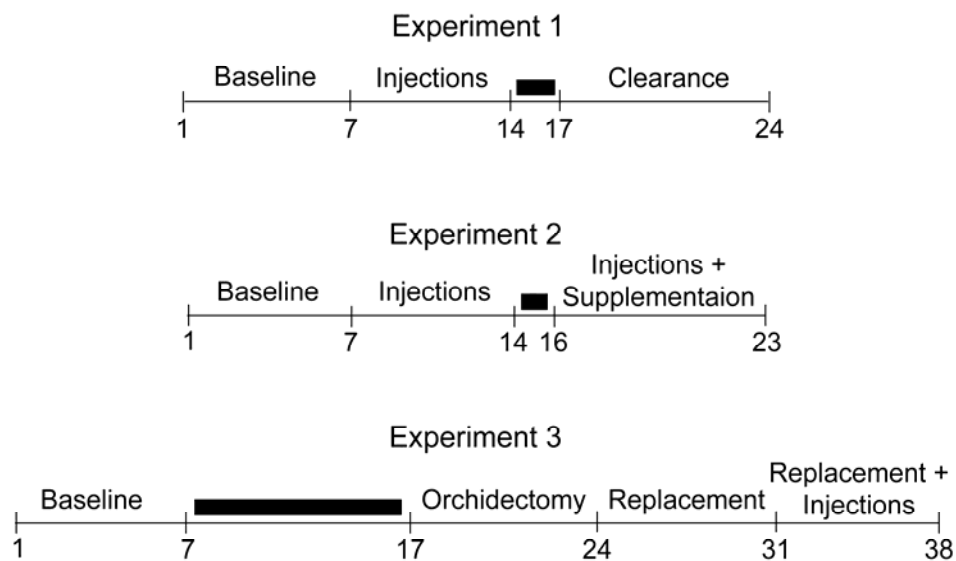 Experiment 1
Baseline Injections Clearance
1 7 14 17 24
Experiment 2
Injections +
Baseline Injections Supplementaion
1 7 14 16 23
Experiment 3
Replacement +
Baseline Orchidectomy Replacement Injections
1 7 17 24 31 38